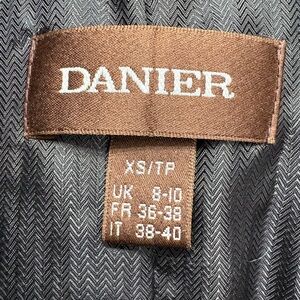 DANIER
XS/TP
UK 8-10
FR 36-38
IT 38-40